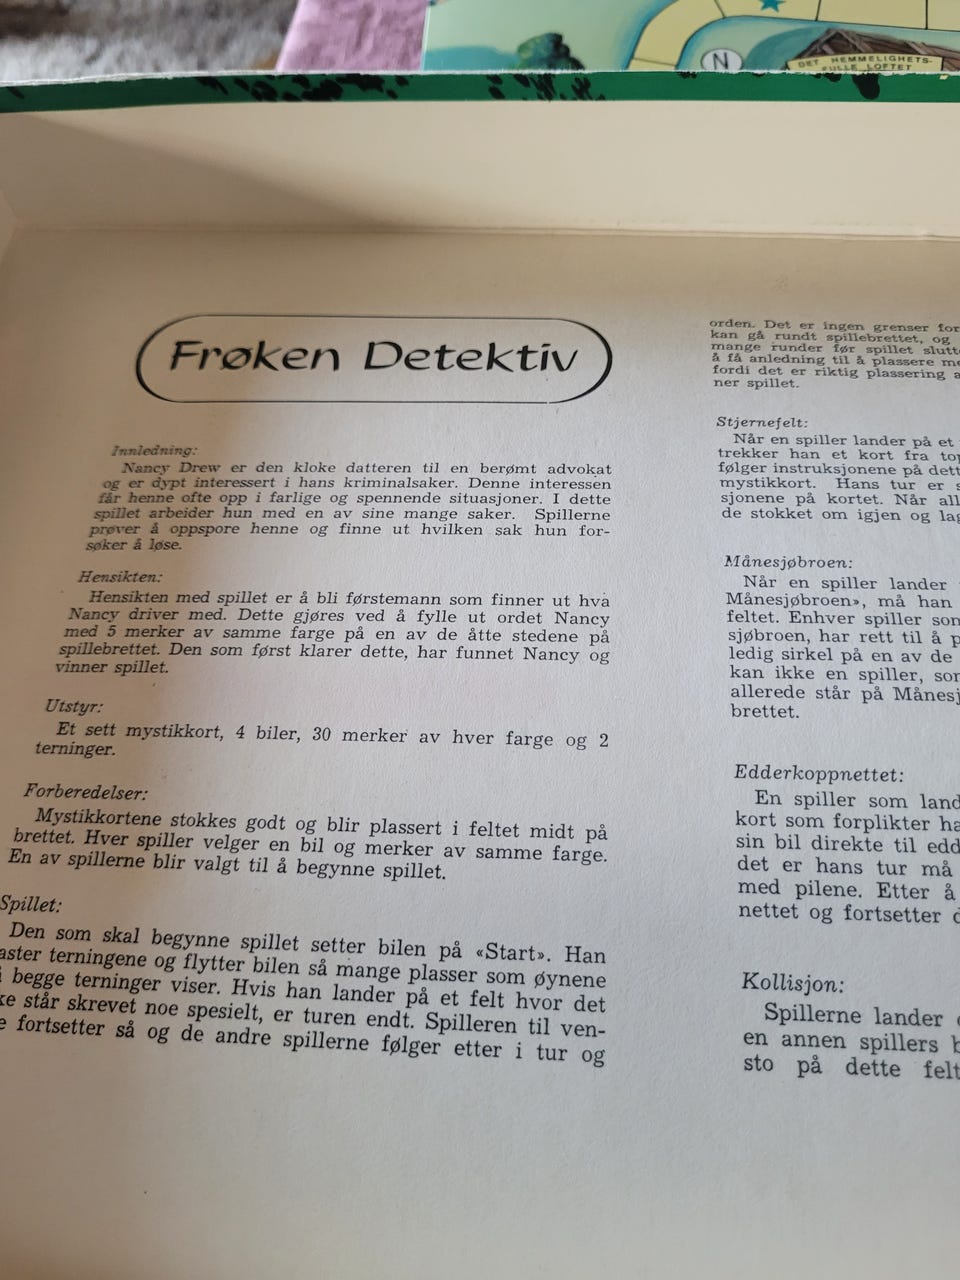 N
DET HEMMELIGHETS-
FULLE LOFTET
Frøken Detektiv
Innledning:
Nancy Drew er den kloke datteren til en berømt advokat
og er dypt interessert i hans kriminalsaker. Denne interessen
får henne ofte opp i farlige og spennende situasjoner. I dette
spillet arbeider hun med en av sine mange saker. Spillerne
prøver å oppspore henne og finne ut hvilken sak hun for-
søker å løse.
Hensikten:
Hensikten med spillet er å bli førstemann som finner ut hva
Nancy driver med. Dette gjøres ved å fylle ut ordet Nancy
med 5 merker av samme farge på en av de åtte stedene på
spillebrettet. Den som først klarer dette, har funnet Nancy og
vinner spillet.
Utstyr:
Et sett mystikkort, 4 biler, 30 merker av hver farge og 2
terninger.
Forberedelser:
Mystikkortene stokkes godt og blir plassert i feltet midt på
brettet. Hver spiller velger en bil og merker av samme farge.
En av spillerne blir valgt til å begynne spillet.
Spillet:
Den som skal begynne spillet setter bilen på «Start». Han
aster terningene og flytter bilen så mange plasser som øynene
begge terninger viser. Hvis han lander på et felt hvor det
ke står skrevet noe spesielt, er turen endt. Spilleren til ven-
e fortsetter så og de andre spillerne følger etter i tur og
orden. Det er ingen grenser for
kan gå rundt spillebrettet, og
mange runder før spillet slutt
å få anledning til å plassere me
fordi det er riktig plassering a
ner spillet.
Stjernefelt:
Når en spiller lander på et
trekker han et kort fra top
følger instruksjonene på dett
mystikkort. Hans tur er s
sjonene på kortet. Når all
de stokket om igjen og lag
Månesjøbroen:
Når en spiller lander
Månesjøbroen», må han
feltet. Enhver spiller som
sjøbroen, har rett til å p
ledig sirkel på en av de
kan ikke en spiller, som
allerede står på Månesj
brettet.
Edderkoppnettet:
En spiller som land
kort som forplikter ha
sin bil direkte til edd
det er hans tur må
med pilene. Etter å
nettet og fortsetter d
Kollisjon:
Spillerne lander
en annen spillers b
sto på dette felt